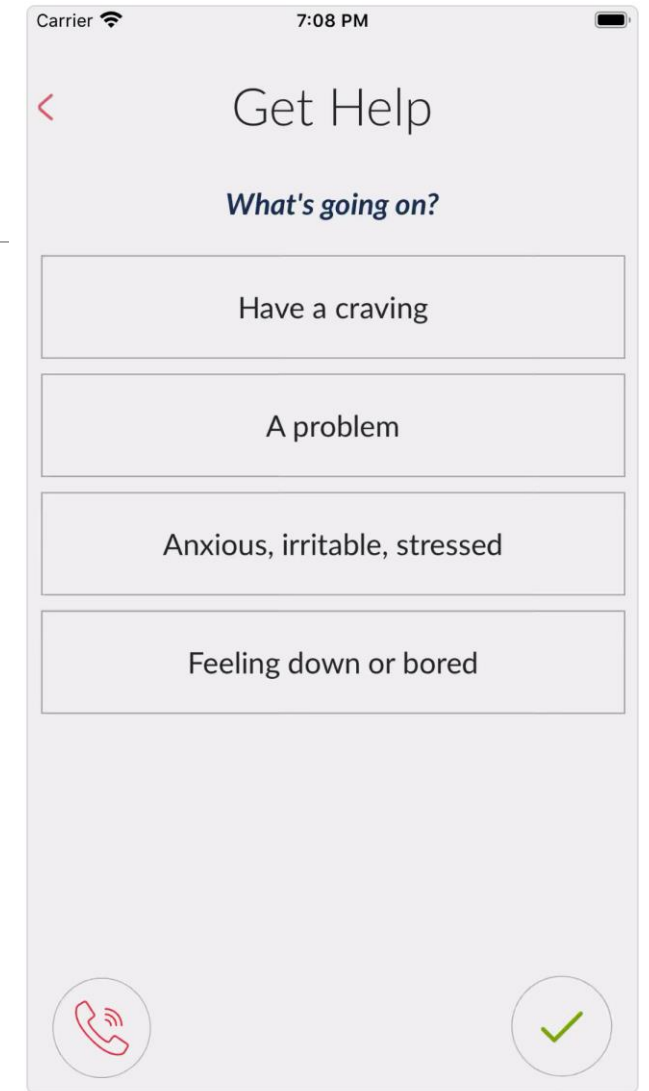 Carrier 7:08 PM
Get Help
What's going on?
Have a craving
A problem
Anxious, irritable, stressed
Feeling down or bored